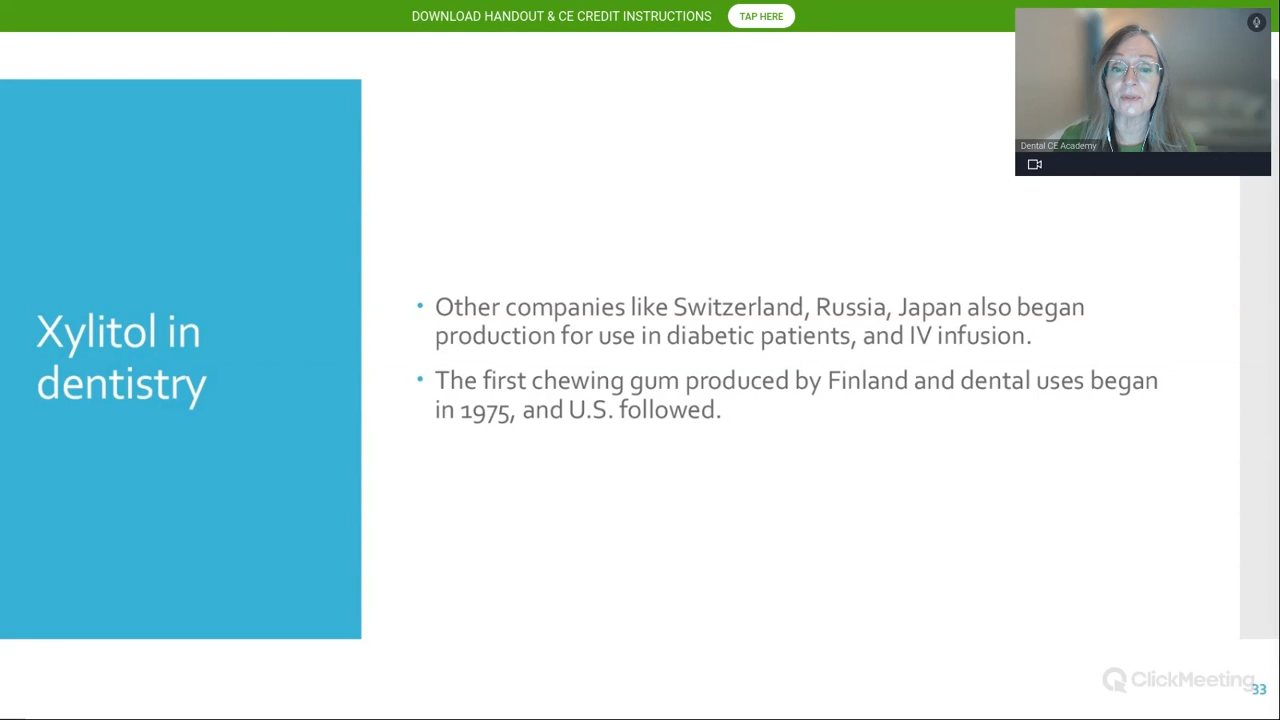 DOWNLOAD HANDOUT & CE CREDIT INSTRUCTIONS TAP HERE
Dental CE Academy
Xylitol in
dentistry
• Other companies like Switzerland, Russia, Japan also began
production for use in diabetic patients, and IV infusion.
• The first chewing gum produced by Finland and dental uses began
in 1975, and U.S. followed.
ClickMeeting
33